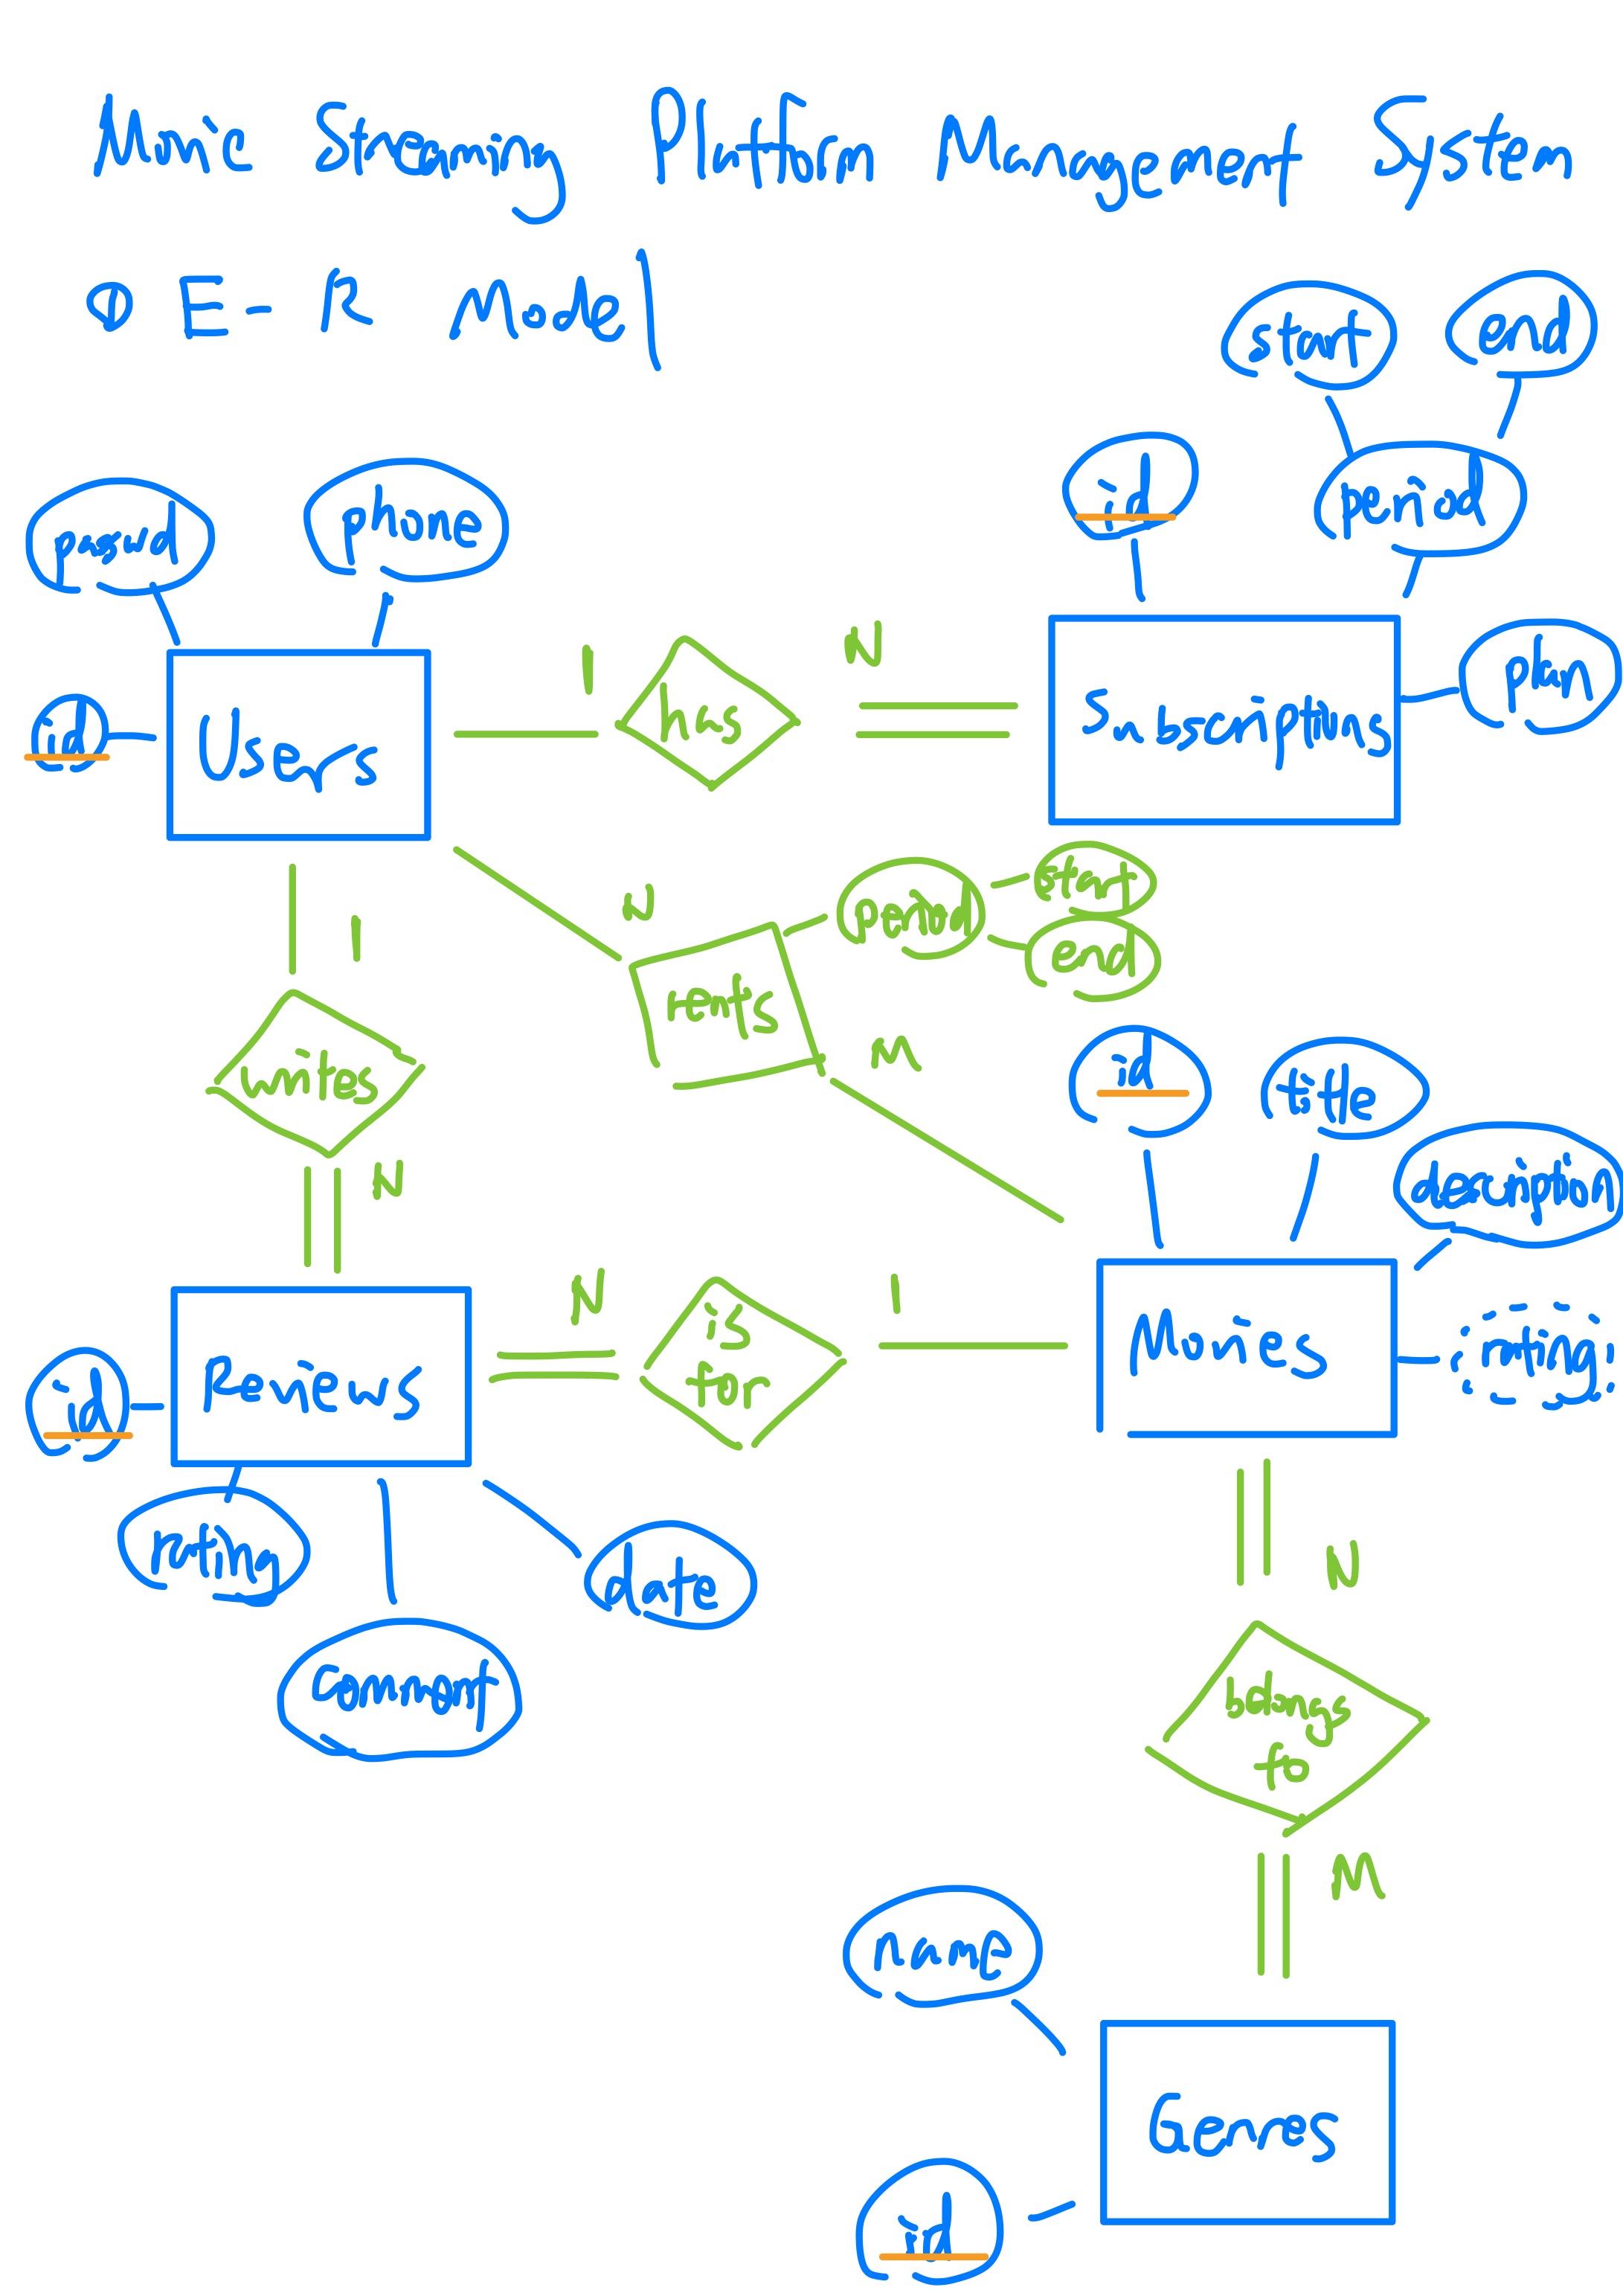 Movie Streaming Platform Management System
① E-R Model
start
end
id
period
psswd
phone
1
N
id
Users
has
Subscriptions
plan
1
N
period
start
end
rents
M
writes
id
title
description
N
N
is
for
1
id
Reviews
Movies
rating
rating
comment
date
N
belongs
to
M
name
Genres
id